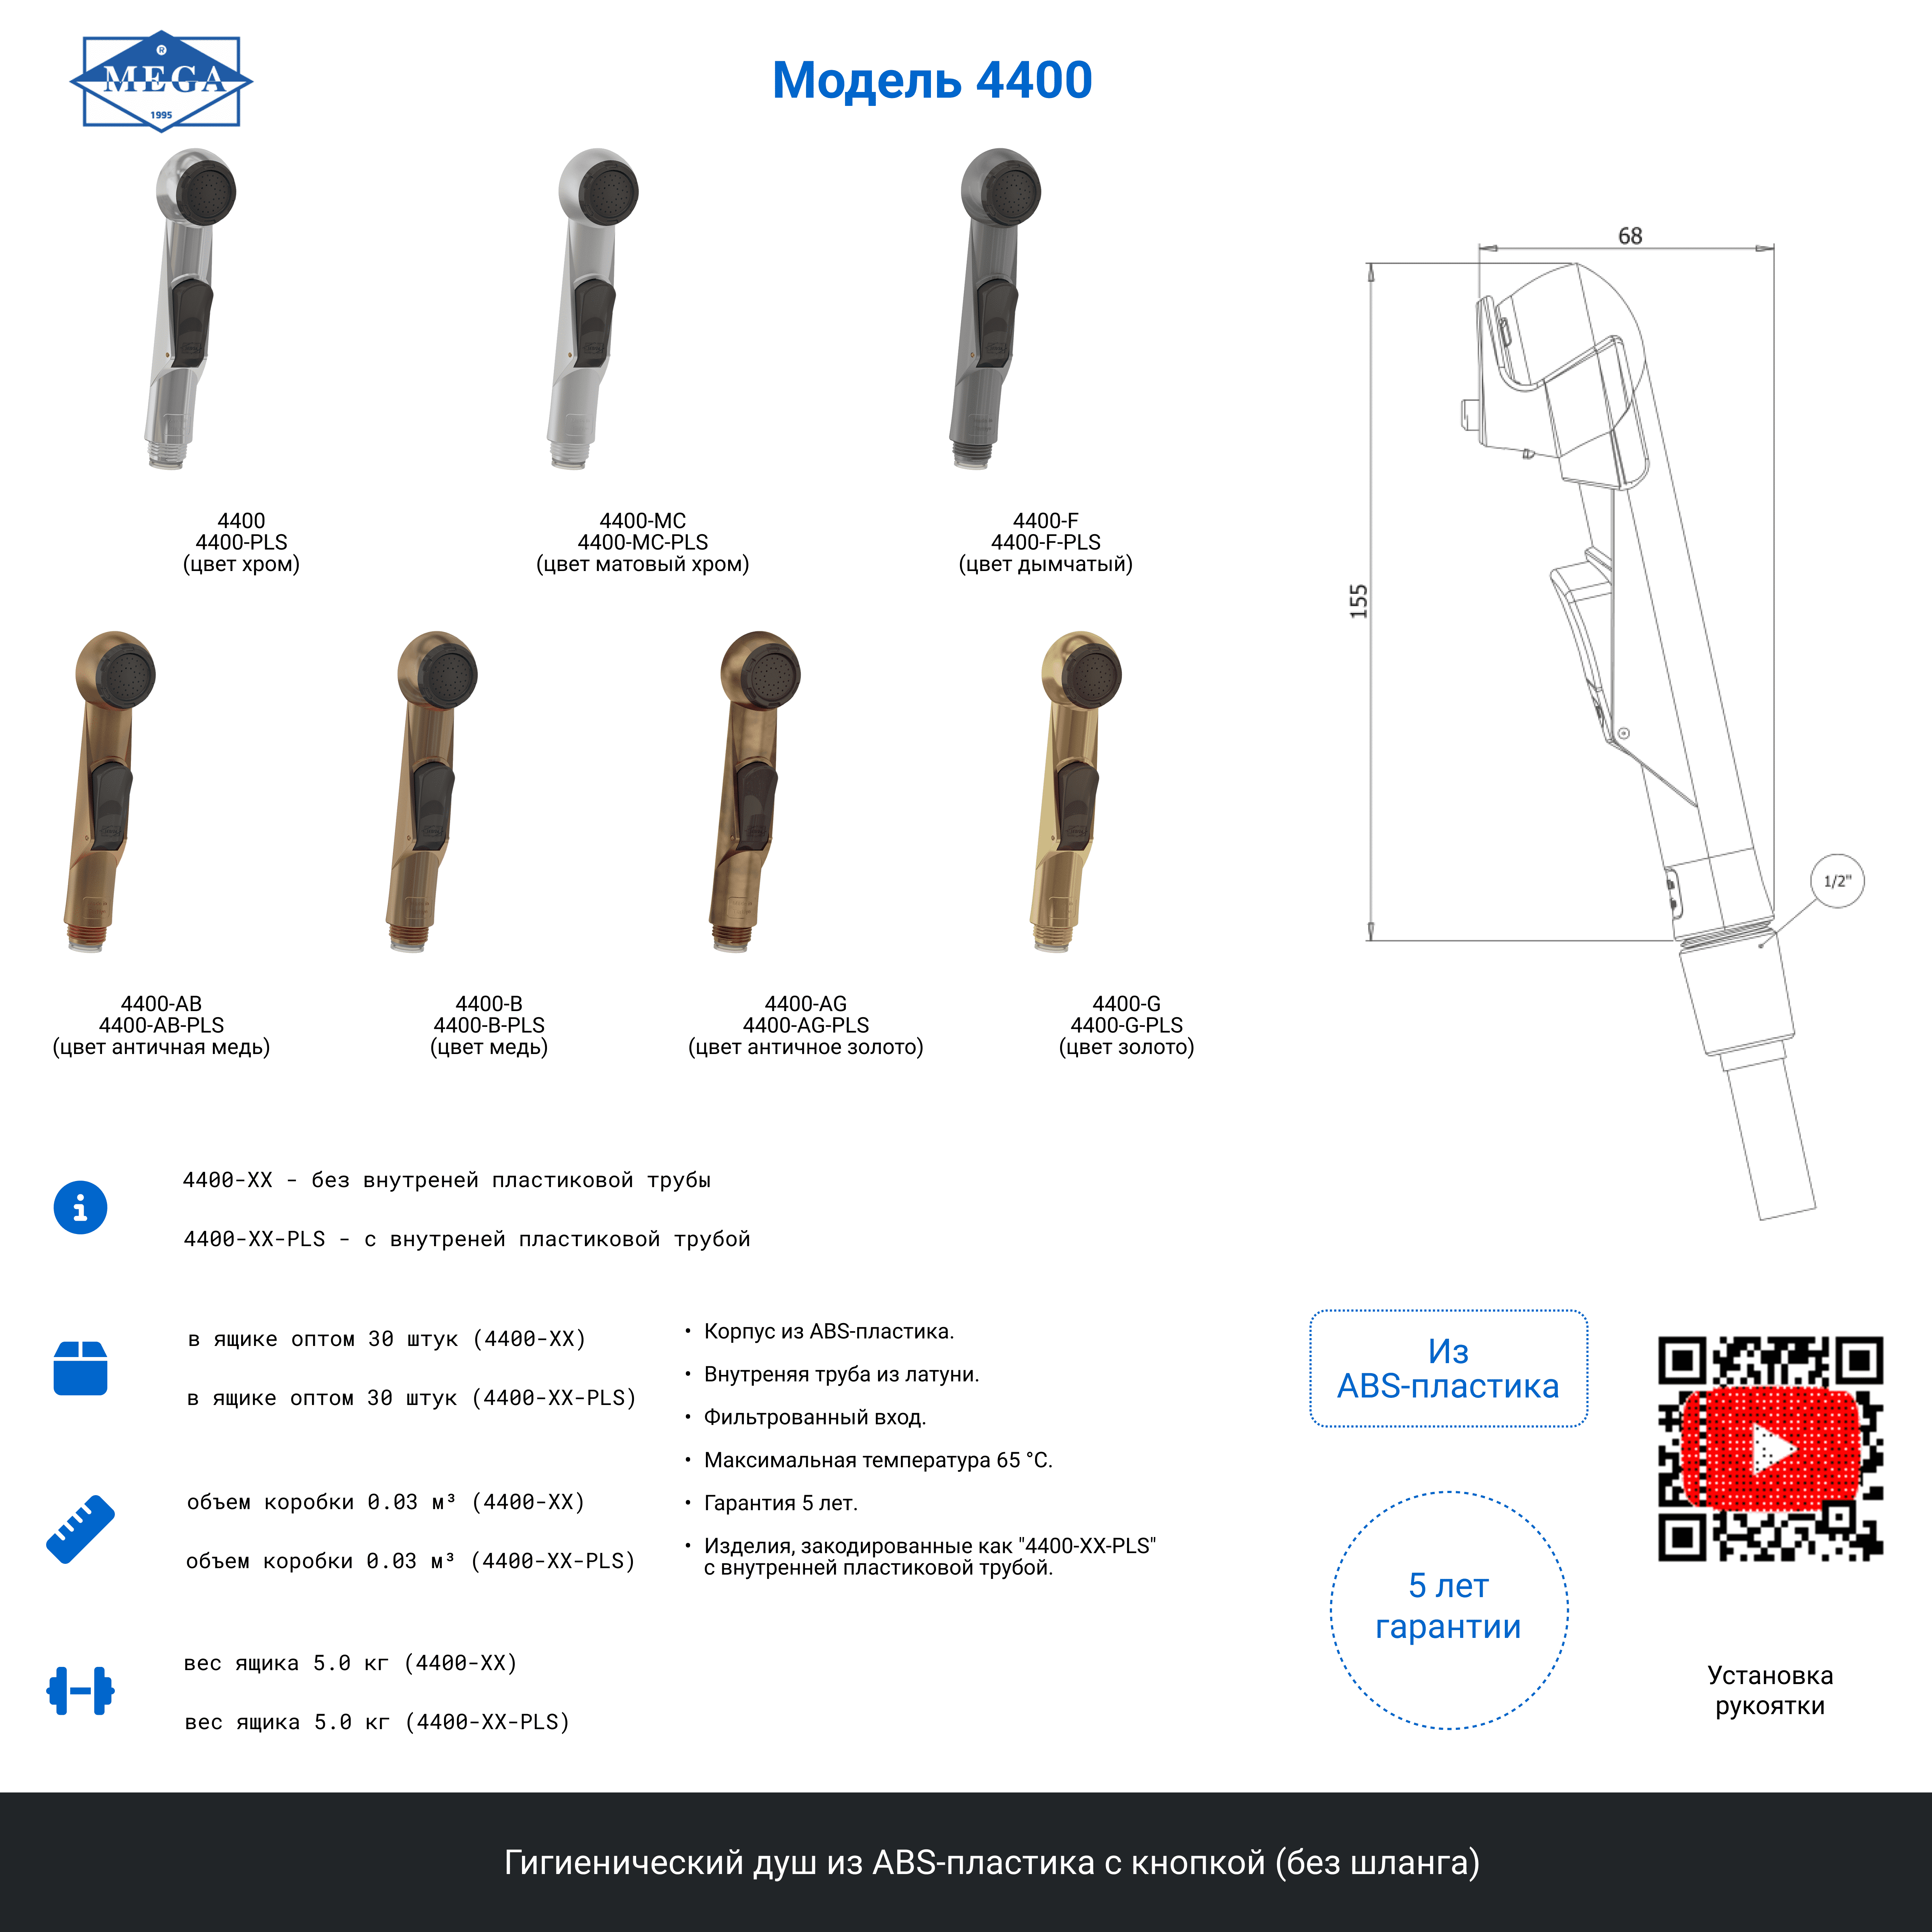 MEGA
®
1995
Модель 4400
4400
4400-PLS
(цвет хром)
4400-MC
4400-MC-PLS
(цвет матовый хром)
4400-F
4400-F-PLS
(цвет дымчатый)
4400-AB
4400-AB-PLS
(цвет античная медь)
4400-B
4400-B-PLS
(цвет медь)
4400-AG
4400-AG-PLS
(цвет античное золото)
4400-G
4400-G-PLS
(цвет золото)
68
155
1/2"
4400-XX - без внутреней пластиковой трубы
4400-XX-PLS - с внутреней пластиковой трубой
в ящике оптом 30 штук (4400-XX)
в ящике оптом 30 штук (4400-XX-PLS)
объем коробки 0.03 м³ (4400-XX)
объем коробки 0.03 м³ (4400-XX-PLS)
вес ящика 5.0 кг (4400-XX)
вес ящика 5.0 кг (4400-XX-PLS)
• Корпус из ABS-пластика.
• Внутреняя труба из латуни.
• Фильтрованный вход.
• Максимальная температура 65 °C.
• Гарантия 5 лет.
• Изделия, закодированные как "4400-XX-PLS"
с внутренней пластиковой трубой.
Из
ABS-пластика
5 лет
гарантии
Установка
рукоятки
Гигиенический душ из ABS-пластика с кнопкой (без шланга)